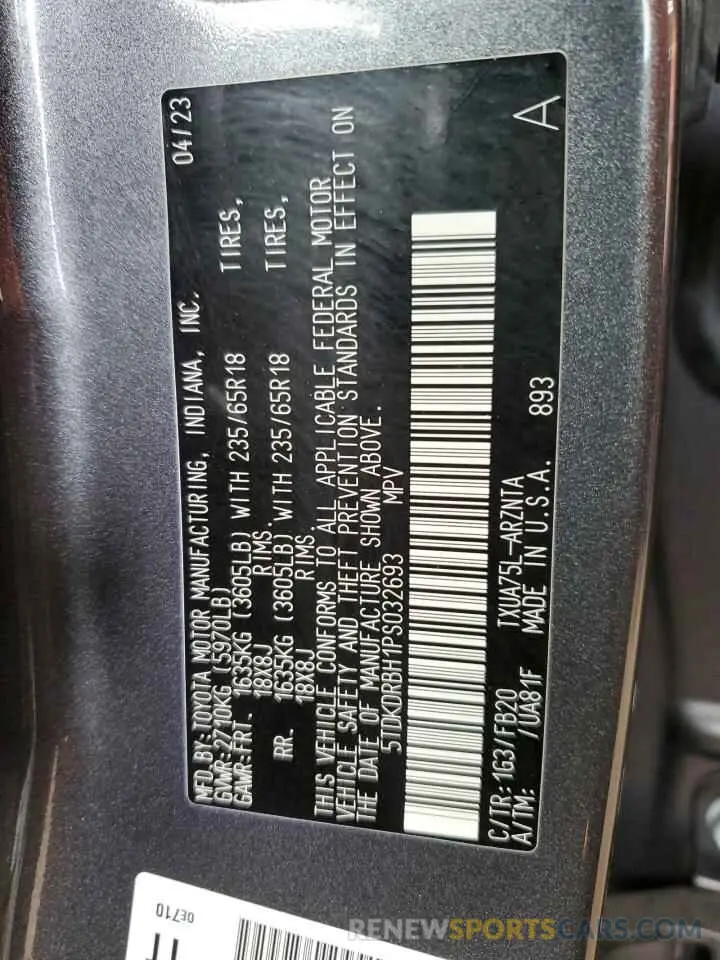 MFD.BY: TOYOTA MOTOR MANUFACTURING, INDIANA, INC. 04/23
GVWR:2710KG (5970LB)
GAWR:FRT. 1635KG (3605LB) WITH 235/65R18 TIRES,
18X8J RIMS.
RR. 1635KG (3605LB) WITH 235/65R18 TIRES,
18X8J RIMS
THIS VEHICLE CONFORMS TO ALL APPLICABLE FEDERAL MOTOR
VEHICLE SAFETY AND THEFT PREVENTION STANDARDS IN EFFECT ON
THE DATE OF MANUFACTURE SHOWN ABOVE.
5TDKDRBH1PS032693 MPV
C/TR:1G3/FB20 TXUA75L-ARZNTA
A/TM: /UA81F MADE IN U.S.A. 893
A
0E710
RENEWSPORTSCARS.COM